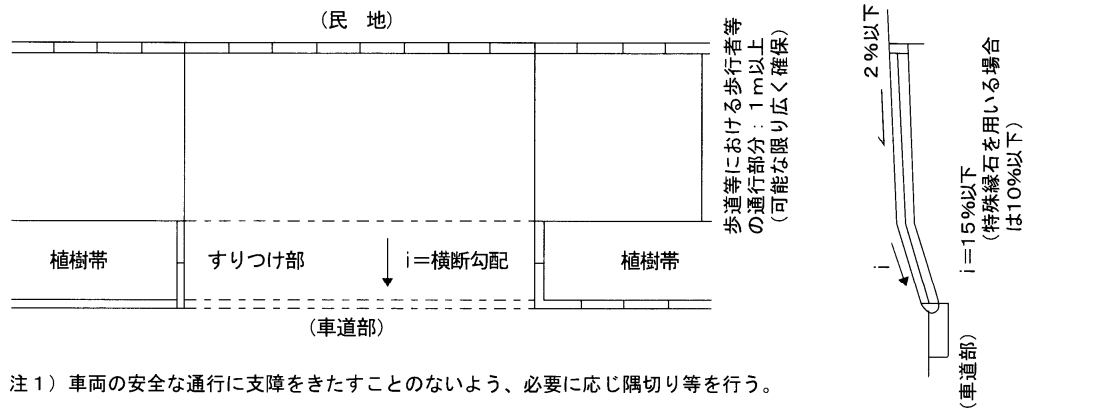 (民　地)
歩道等における歩行者等
の通行部分：１ｍ以上
(可能な限り広く確保)
２％以下
植樹帯
すりつけ部
ｉ＝横断勾配
植樹帯
ｉ
ｉ＝15％以下
(特殊縁石を用いる場合
は10％以下)
(車道部)
(車道部)
注１）車両の安全な通行に支障をきたすことのないよう、必要に応じ隅切り等を行う。